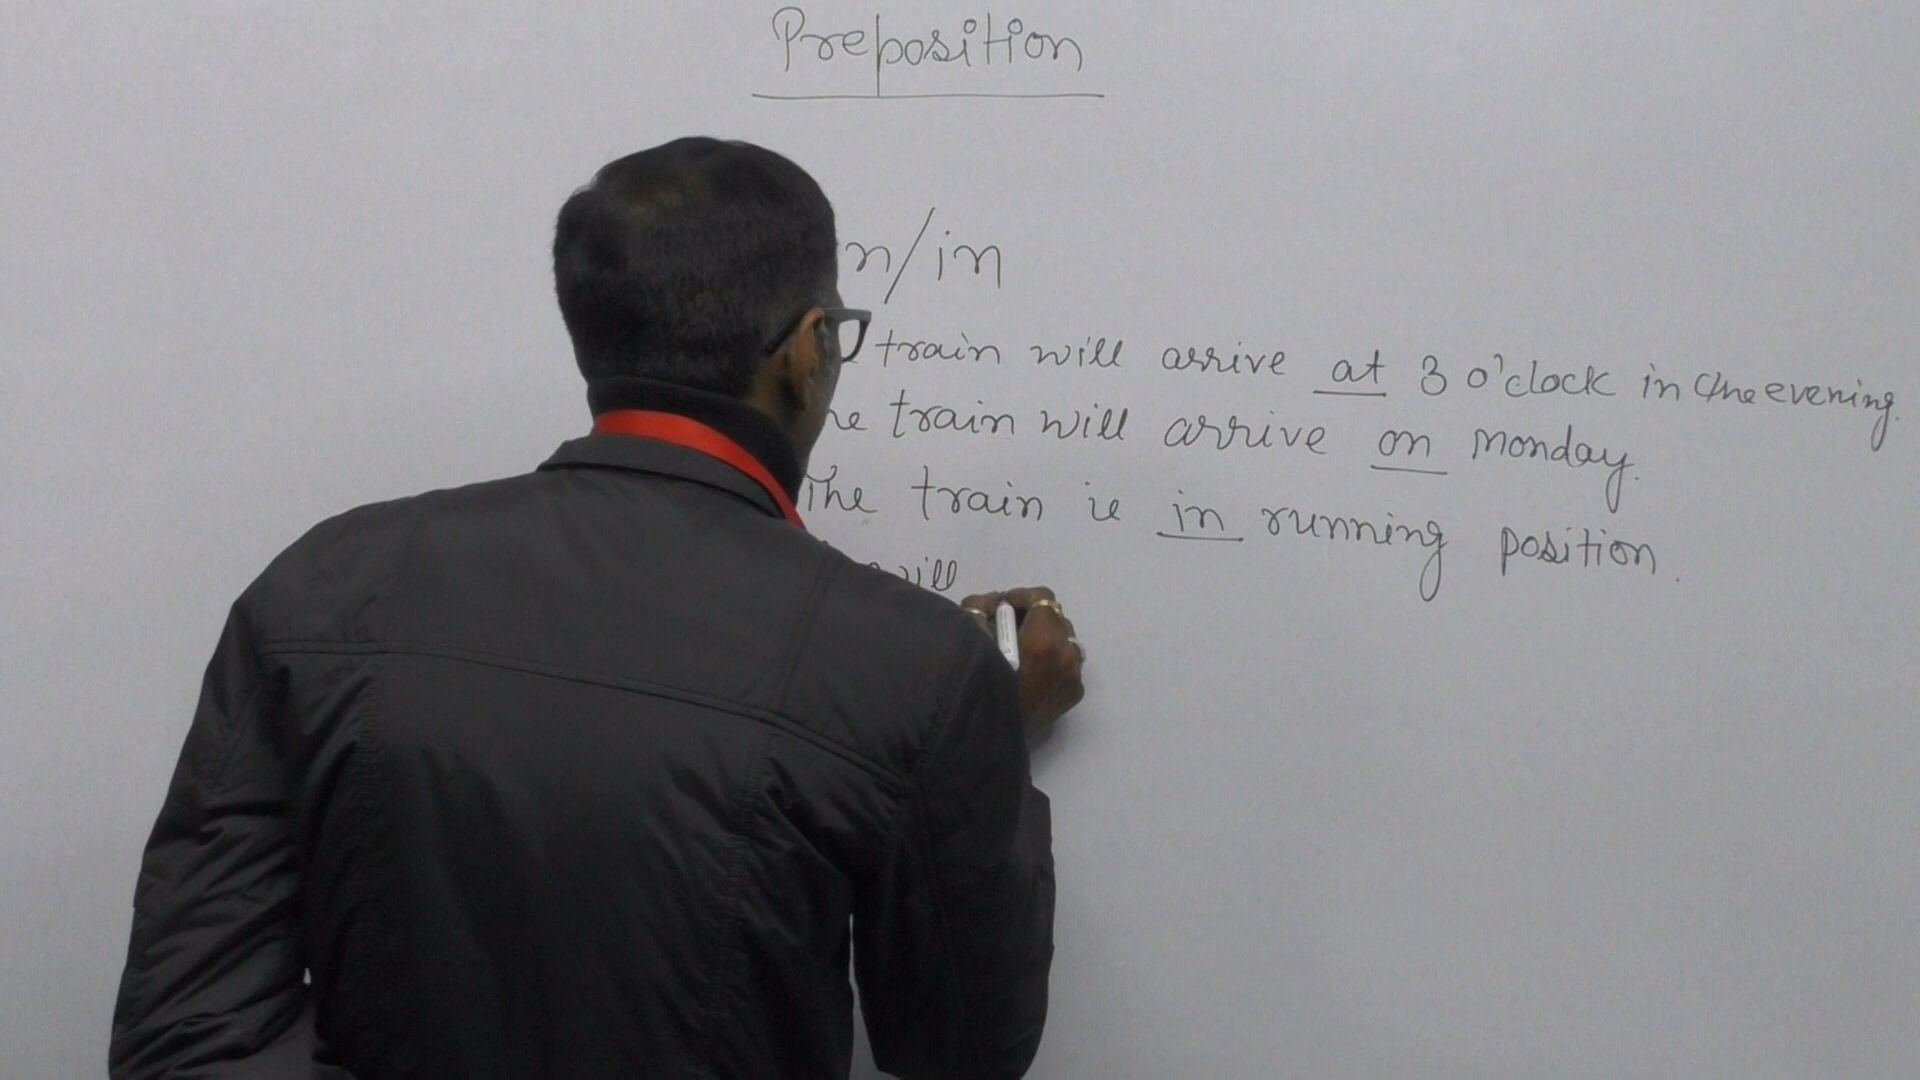 Preposition
n/in
train will arrive at 3 o'clock in the evening.
he train will arrive on monday.
The train is in running position.
will